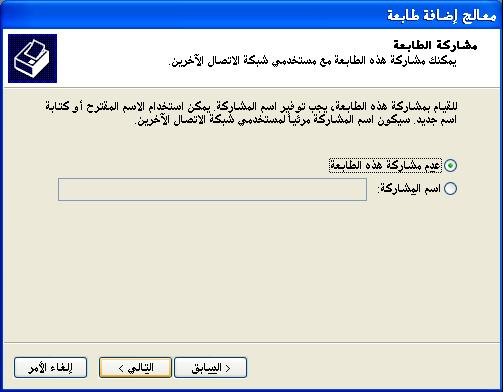 معالج إضافة طابعة
مشاركة الطابعة
يمكنك مشاركة هذه الطابعة مع مستخدمي شبكة الاتصال الآخرين.
للقيام بمشاركة هذه الطابعة، يجب توفير اسم المشاركة. يمكن استخدام الاسم المقترح أو كتابة
اسم جديد. سيكون اسم المشاركة مرئياً لمستخدمي شبكة الاتصال الآخرين.
عدم مشاركة هذه الطابعة
اسم المشاركة:
< السابق
التالي >
إلغاء الأمر